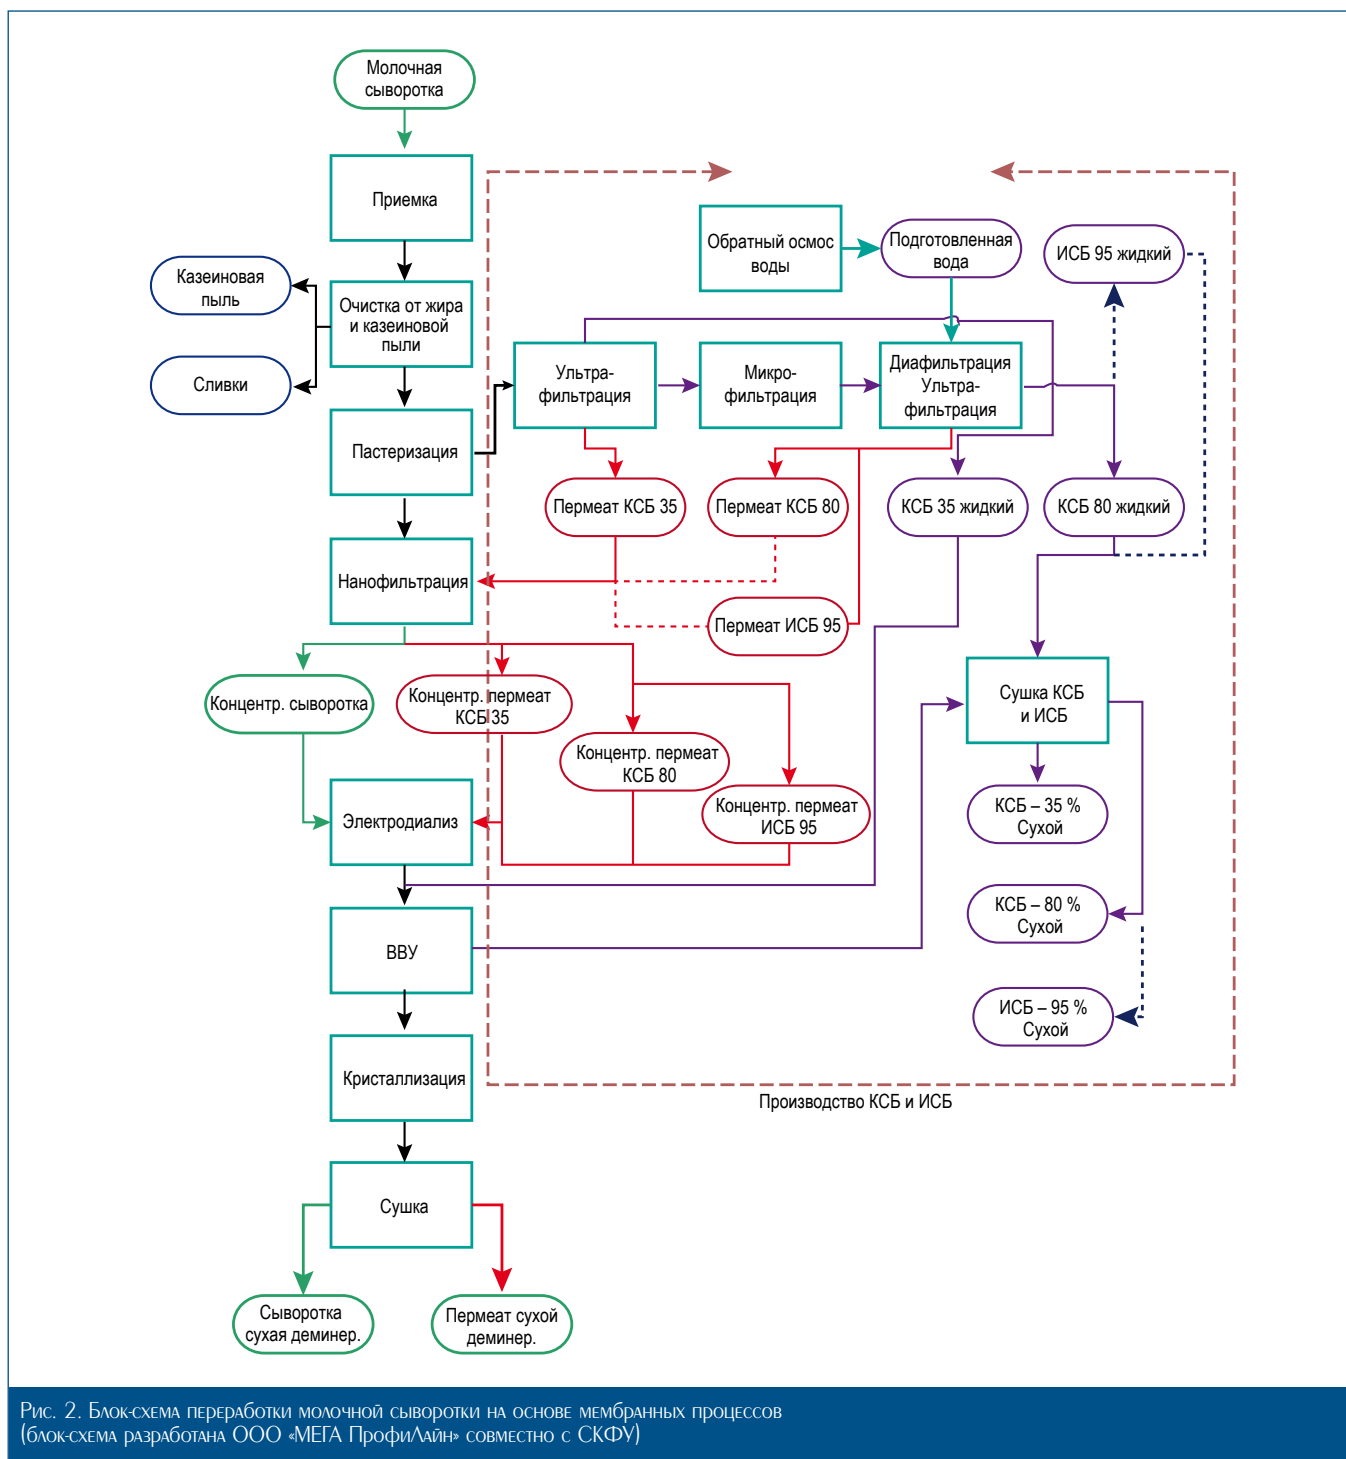 Молочная
сыворотка
Приемка
Обратный осмос
воды
Подготовленная
вода
ИСБ 95 жидкий
Казеиновая
пыль
Очистка от жира
и казеиновой
пыли
Сливки
Ультра-
фильтрация
Микро-
фильтрация
Диафильтрация
Ультра-
фильтрация
Пастеризация
Пермеат КСБ 35
Пермеат КСБ 80
КСБ 35 жидкий
КСБ 80 жидкий
Нанофильтрация
Пермеат ИСБ 95
Концентр. сыворотка
Концентр. пермеат
КСБ 35
Сушка КСБ
и ИСБ
Концентр. пермеат
КСБ 80
Концентр. пермеат
ИСБ 95
КСБ – 35 %
Сухой
Электродиализ
КСБ – 80 %
Сухой
ВВУ
ИСБ – 95 %
Сухой
Кристаллизация
Производство КСБ и ИСБ
Сушка
Сыворотка
сухая деминер.
Пермеат сухой
деминер.
Рис. 2. Блок-схема переработки молочной сыворотки на основе мембранных процессов
(блок-схема разработана ООО «МЕГА ПрофиЛайн» совместно с СКФУ)